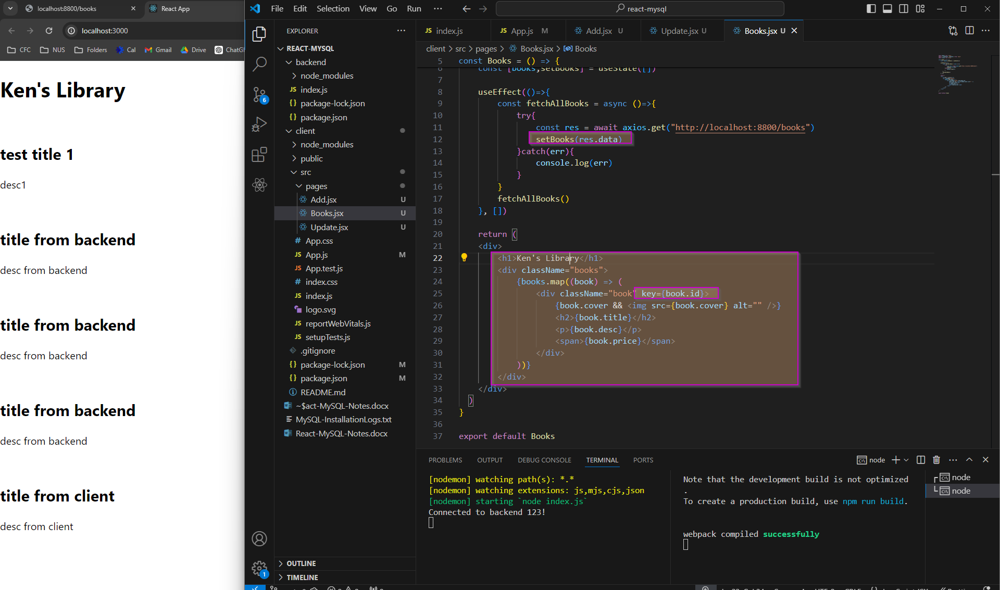 localhost:8800/books
React App
localhost:3000
CFC
NUS
Folders
Cal
Gmail
Drive
ChatG
Ken's Library
test title 1
desc1
title from backend
desc from backend
title from backend
desc from backend
title from backend
desc from backend
title from client
desc from client
File Edit Selection View Go Run ···
react-mysql
EXPLORER
REACT-MYSQL
backend
node_modules
JS index.js
{} package-lock.json
{} package.json
client
node_modules
public
src
pages
Add.jsx U
Books.jsx U
Update.jsx U
# App.css
JS App.js M
JS App.test.js
# index.css
JS index.js
logo.svg
JS reportWebVitals.js
JS setupTests.js
.gitignore
{} package-lock.json M
{} package.json M
README.md
~$act-MySQL-Notes.docx
MySQL-InstallationLogs.txt
React-MySQL-Notes.docx
OUTLINE
TIMELINE
6
1
JS index.js
JS App.js M
Add.jsx U
Update.jsx U
Books.jsx U
client > src > pages > Books.jsx > Books
5 const Books = () => {
6 const [books,setBooks] = useState([])
7
8 useEffect(()=>{
9 const fetchAllBooks = async ()=>{
10 try{
11 const res = await axios.get("http://localhost:8800/books")
12 setBooks(res.data)
13 }catch(err){
14 console.log(err)
15 }
16 }
17 fetchAllBooks()
18 }, [])
19
20 return (
21 <div>
22 <h1>Ken's Library</h1>
23 <div className="books">
24 {books.map((book) => (
25 <div className="book" key={book.id}>
26 {book.cover && <img src={book.cover} alt="" />}
27 <h2>{book.title}</h2>
28 <p>{book.desc}</p>
29 <span>{book.price}</span>
30 </div>
31 ))}
32 </div>
33 </div>
34 )
35 }
36
37 export default Books
PROBLEMS OUTPUT DEBUG CONSOLE TERMINAL PORTS
node
[nodemon] watching path(s): *.*
[nodemon] watching extensions: js,mjs,cjs,json
[nodemon] starting `node index.js`
Connected to backend 123!
Note that the development build is not optimized
.
To create a production build, use npm run build.
webpack compiled successfully
node
node